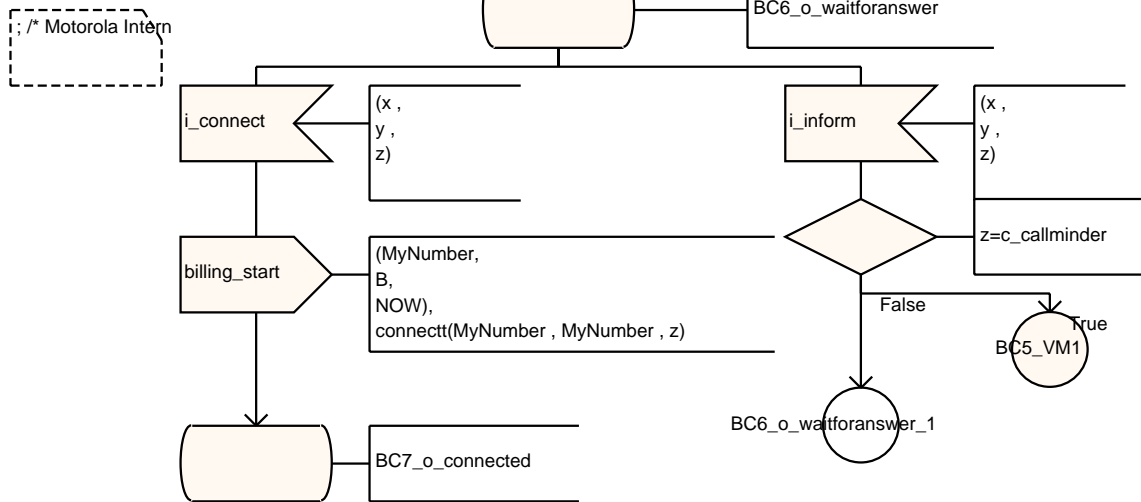 ; /* Motorola Intern
BC6_o_waitforanswer
i_connect
(x ,
y ,
z)
i_inform
(x ,
y ,
z)
billing_start
(MyNumber,
B,
NOW),
connectt(MyNumber , MyNumber , z)
z=c_callminder
False
True
BC5_VM1
BC6_o_waitforanswer_1
BC7_o_connected